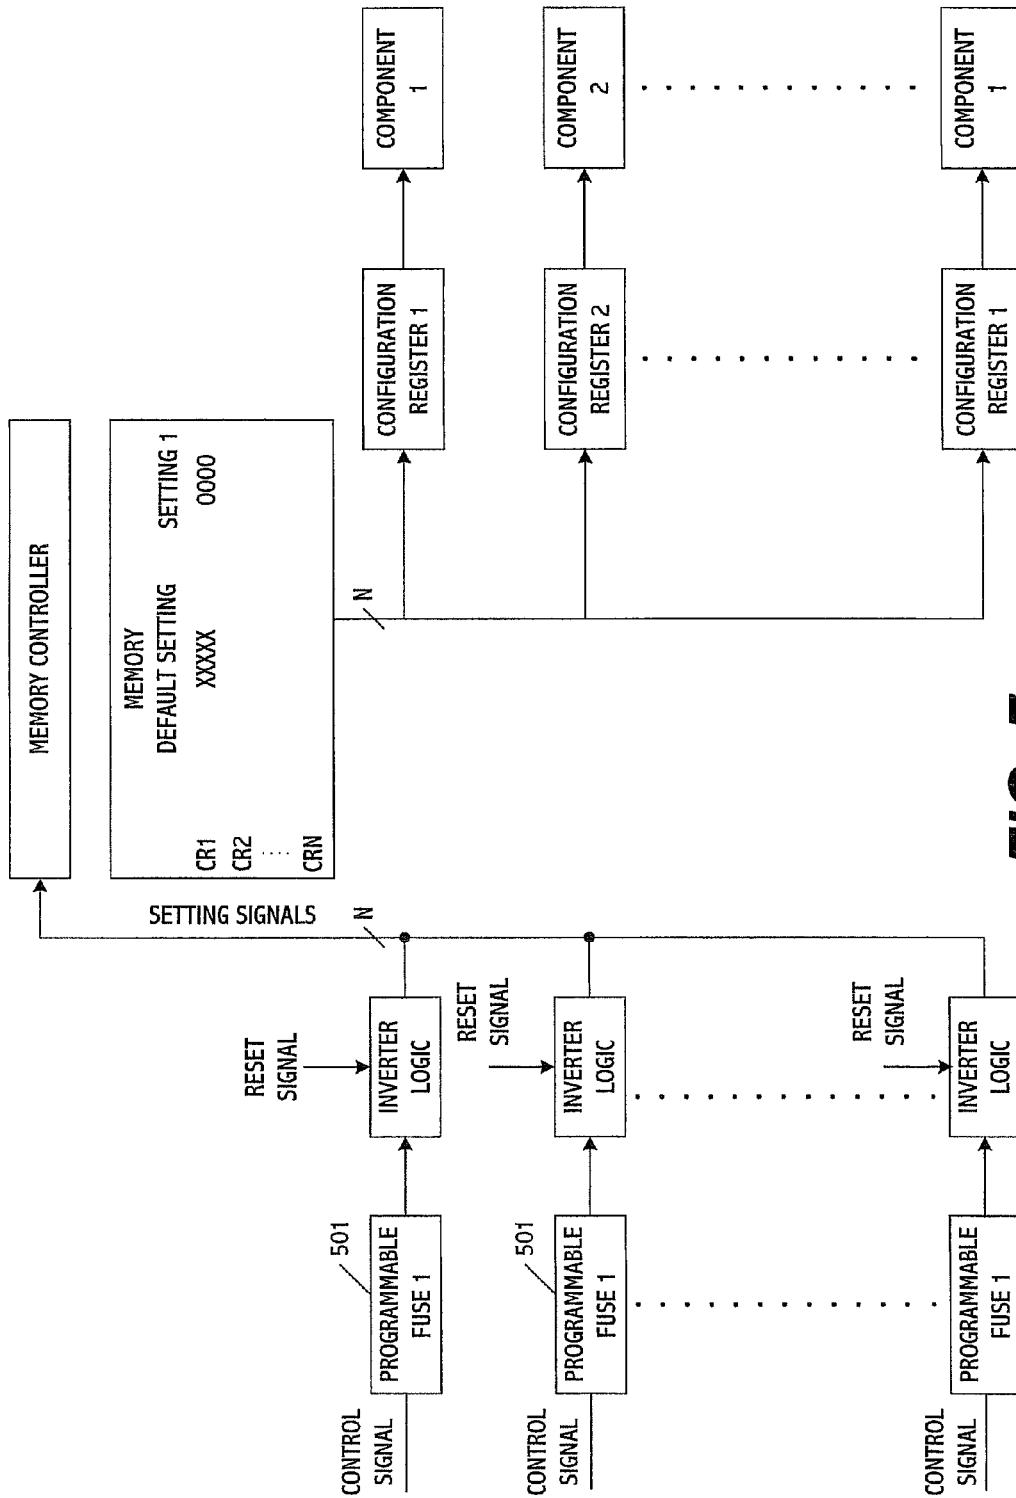 MEMORY CONTROLLER
MEMORY
DEFAULT SETTING
SETTING 1
XXXXX
0000
CR1
CR2
CRN
SETTING SIGNALS
N
N
RESET
SIGNAL
CONTROL
SIGNAL
501
PROGRAMMABLE
FUSE 1
INVERTER
LOGIC
CONFIGURATION
REGISTER 1
COMPONENT
1
RESET
SIGNAL
CONTROL
SIGNAL
501
PROGRAMMABLE
FUSE 1
INVERTER
LOGIC
CONFIGURATION
REGISTER 2
COMPONENT
2
RESET
SIGNAL
CONTROL
SIGNAL
PROGRAMMABLE
FUSE 1
INVERTER
LOGIC
CONFIGURATION
REGISTER 1
COMPONENT
1